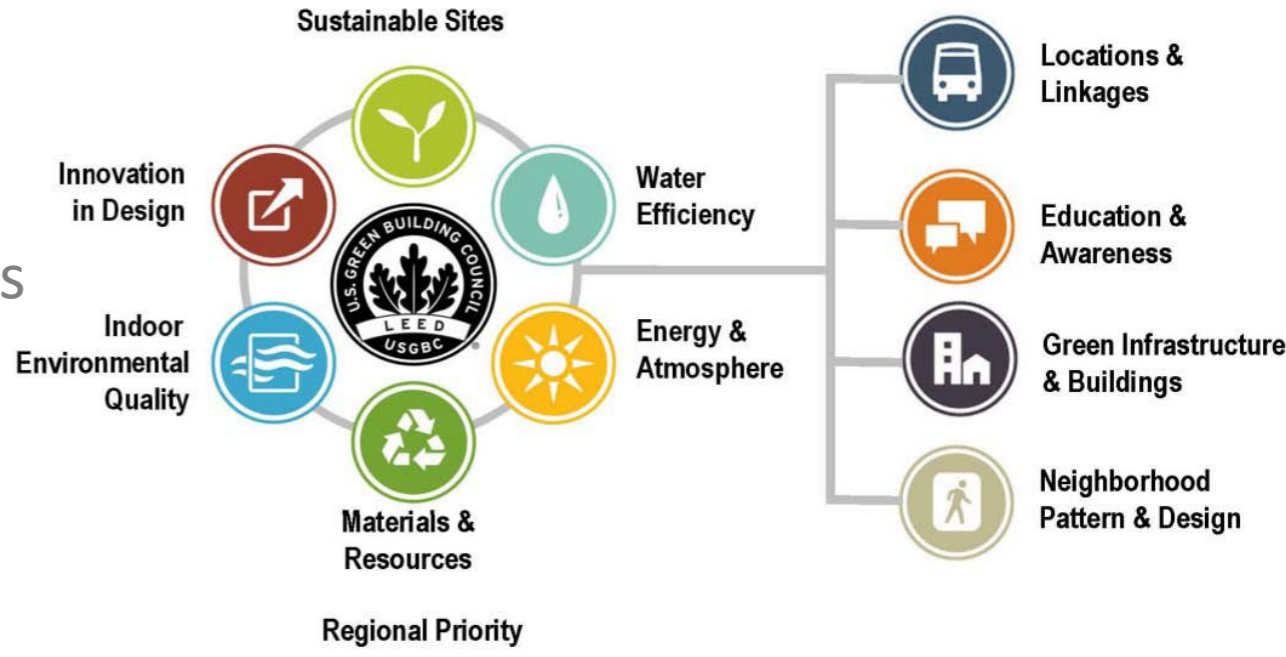 Sustainable Sites
Innovation
in Design
Water
Efficiency
U.S. GREEN BUILDING COUNCIL
LEED
USGBC
®
s
Indoor
Environmental
Quality
Energy &
Atmosphere
Materials &
Resources
Regional Priority
Locations &
Linkages
Education &
Awareness
Green Infrastructure
& Buildings
Neighborhood
Pattern & Design